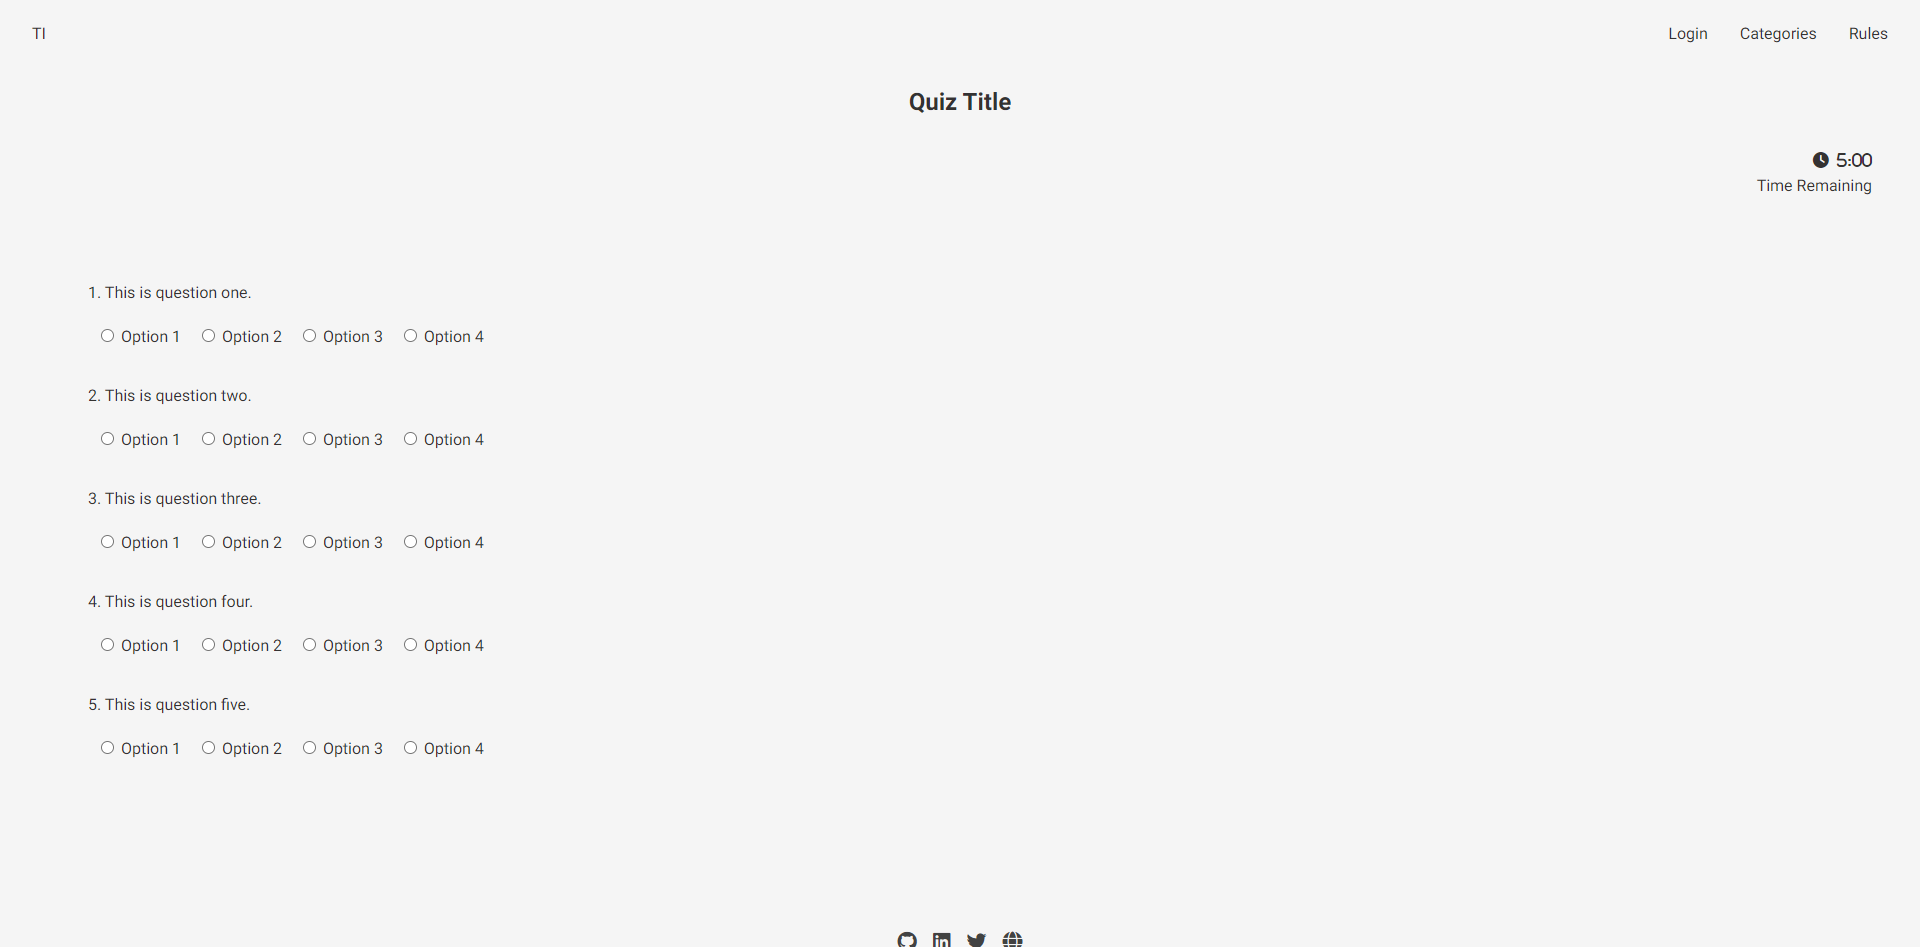 TI Login Categories Rules
Quiz Title
5:00
Time Remaining
1. This is question one.
Option 1 Option 2 Option 3 Option 4
2. This is question two.
Option 1 Option 2 Option 3 Option 4
3. This is question three.
Option 1 Option 2 Option 3 Option 4
4. This is question four.
Option 1 Option 2 Option 3 Option 4
5. This is question five.
Option 1 Option 2 Option 3 Option 4